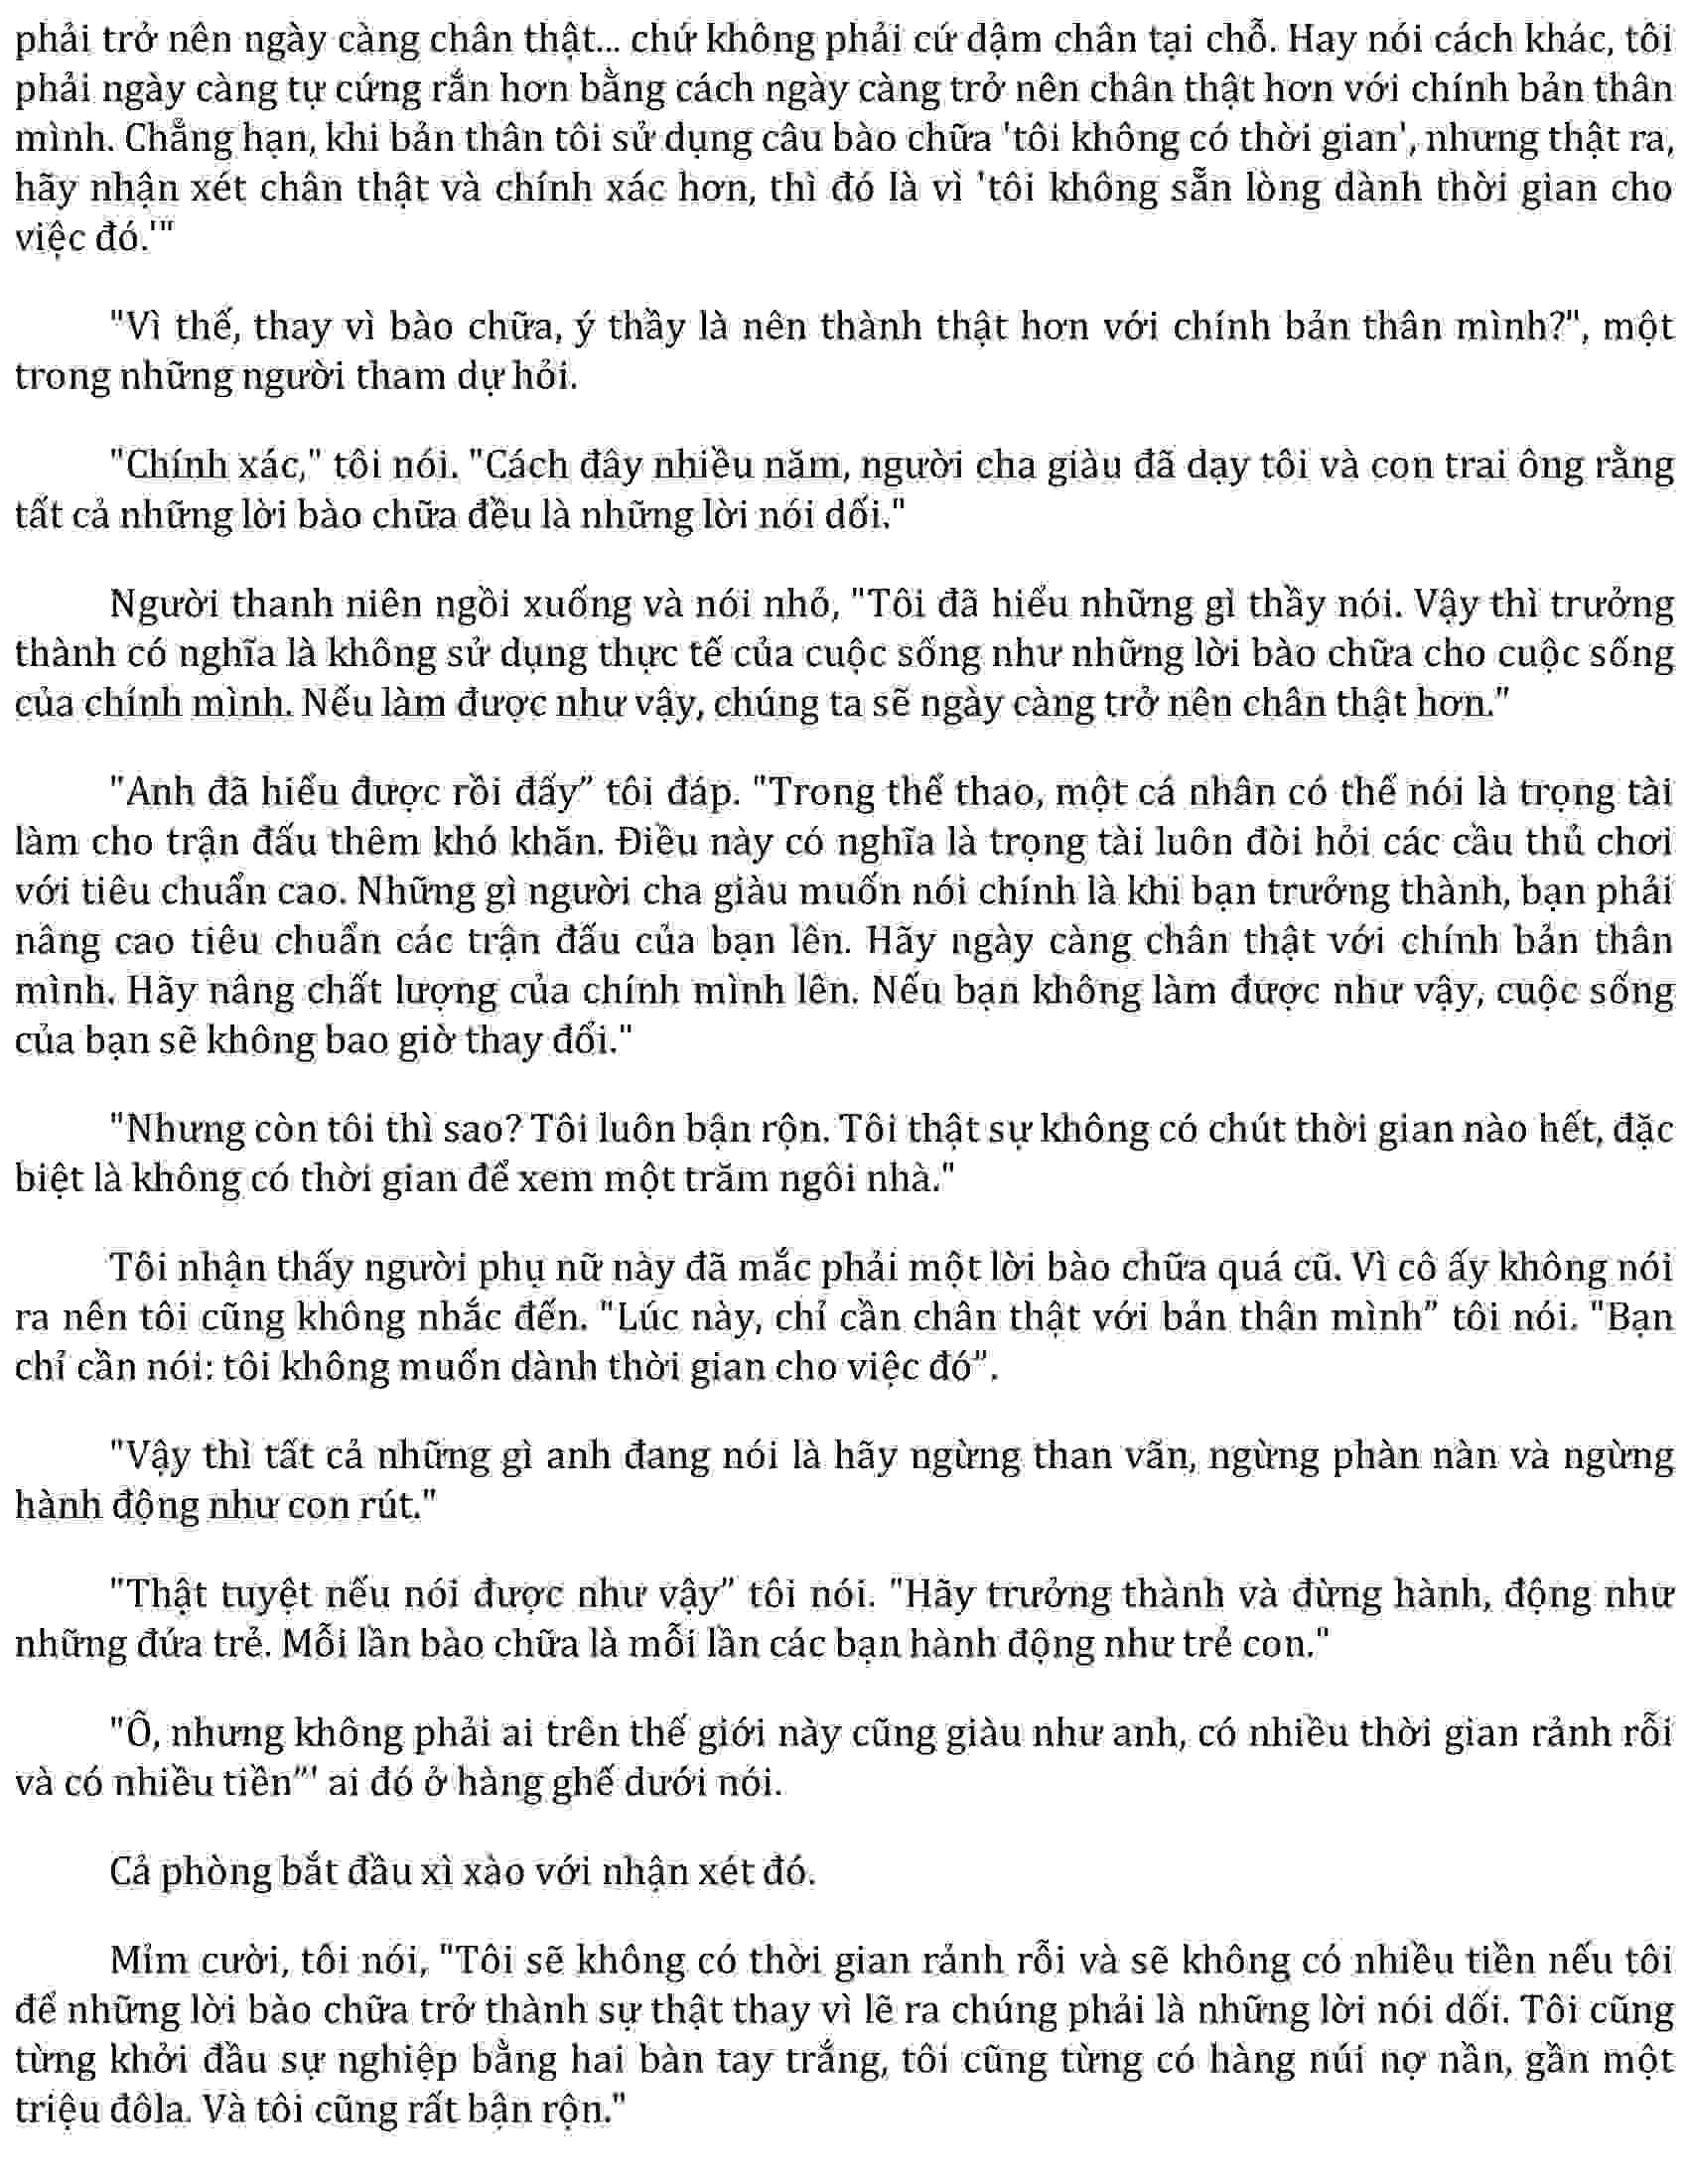 phải trở nên ngày càng chân thật... chứ không phải cứ dậm chân tại chỗ. Hay nói cách khác, tôi
phải ngày càng tự cứng rắn hơn bằng cách ngày càng trở nên chân thật hơn với chính bản thân
mình. Chẳng hạn, khi bản thân tôi sử dụng câu bào chữa 'tôi không có thời gian', nhưng thật ra,
hãy nhận xét chân thật và chính xác hơn, thì đó là vì 'tôi không sẵn lòng dành thời gian cho
việc đó.'"
"Vì thế, thay vì bào chữa, ý thầy là nên thành thật hơn với chính bản thân mình?", một
trong những người tham dự hỏi.
"Chính xác," tôi nói. "Cách đây nhiều năm, người cha giàu đã dạy tôi và con trai ông rằng
tất cả những lời bào chữa đều là những lời nói dối."
Người thanh niên ngồi xuống và nói nhỏ, "Tôi đã hiểu những gì thầy nói. Vậy thì trưởng
thành có nghĩa là không sử dụng thực tế của cuộc sống như những lời bào chữa cho cuộc sống
của chính mình. Nếu làm được như vậy, chúng ta sẽ ngày càng trở nên chân thật hơn."
"Anh đã hiểu được rồi đấy” tôi đáp. "Trong thể thao, một cá nhân có thể nói là trọng tài
làm cho trận đấu thêm khó khăn. Điều này có nghĩa là trọng tài luôn đòi hỏi các cầu thủ chơi
với tiêu chuẩn cao. Những gì người cha giàu muốn nói chính là khi bạn trưởng thành, bạn phải
nâng cao tiêu chuẩn các trận đấu của bạn lên. Hãy ngày càng chân thật với chính bản thân
mình. Hãy nâng chất lượng của chính mình lên. Nếu bạn không làm được như vậy, cuộc sống
của bạn sẽ không bao giờ thay đổi."
"Nhưng còn tôi thì sao? Tôi luôn bận rộn. Tôi thật sự không có chút thời gian nào hết, đặc
biệt là không có thời gian để xem một trăm ngôi nhà."
Tôi nhận thấy người phụ nữ này đã mắc phải một lời bào chữa quá cũ. Vì cô ấy không nói
ra nên tôi cũng không nhắc đến. "Lúc này, chỉ cần chân thật với bản thân mình” tôi nói. "Bạn
chỉ cần nói: tôi không muốn dành thời gian cho việc đó”.
"Vậy thì tất cả những gì anh đang nói là hãy ngừng than vãn, ngừng phàn nàn và ngừng
hành động như con rút."
"Thật tuyệt nếu nói được như vậy” tôi nói. "Hãy trưởng thành và đừng hành, động như
những đứa trẻ. Mỗi lần bào chữa là mỗi lần các bạn hành động như trẻ con."
"Ồ, nhưng không phải ai trên thế giới này cũng giàu như anh, có nhiều thời gian rảnh rỗi
và có nhiều tiền”' ai đó ở hàng ghế dưới nói.
Cả phòng bắt đầu xì xào với nhận xét đó.
Mỉm cười, tôi nói, "Tôi sẽ không có thời gian rảnh rỗi và sẽ không có nhiều tiền nếu tôi
để những lời bào chữa trở thành sự thật thay vì lẽ ra chúng phải là những lời nói dối. Tôi cũng
từng khởi đầu sự nghiệp bằng hai bàn tay trắng, tôi cũng từng có hàng núi nợ nần, gần một
triệu đôla. Và tôi cũng rất bận rộn."